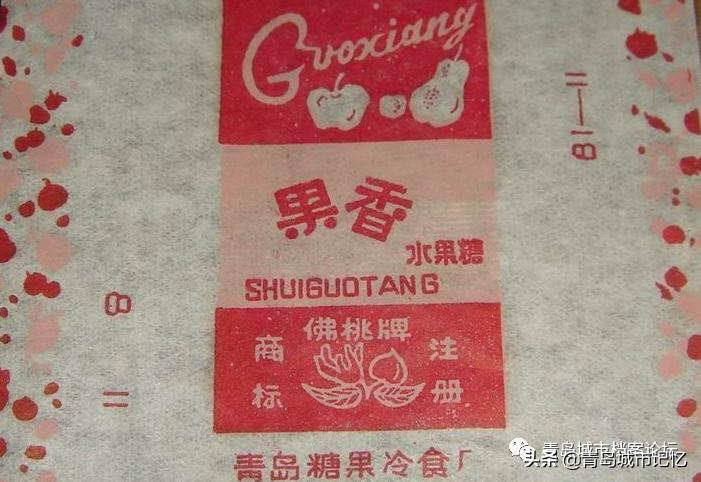 Guoxiang
果香
水果糖
SHUIGUOTANG
佛桃牌
商标
注册
青岛糖果冷食厂
二一8
8
二
青岛城市档案论坛
头条 @青岛城市记忆